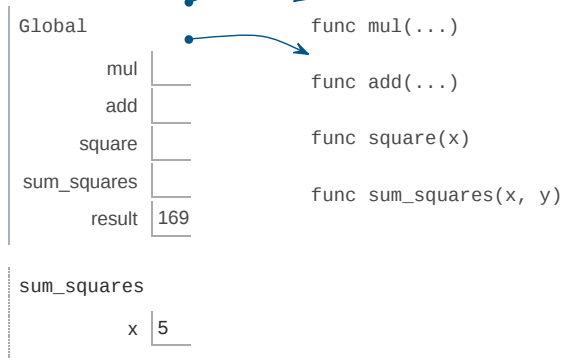 Global
func mul(...)
mul
func add(...)
add
square
func square(x)
sum_squares
func sum_squares(x, y)
result 169
sum_squares
x 5